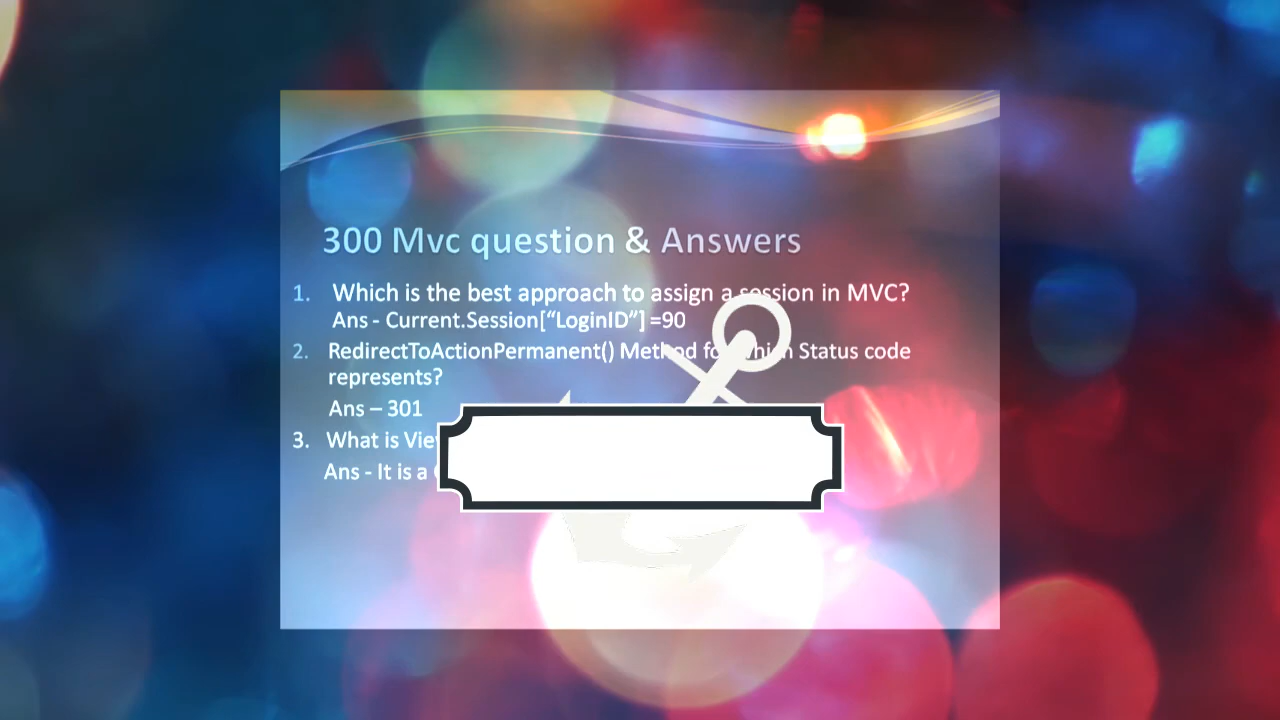 300 Mvc question & Answers
1. Which is the best approach to assign a session in MVC?
Ans - Current.Session[“LoginID”] =90
2. RedirectToActionPermanent() Method for which Status code
represents?
Ans – 301
3. What is
Ans - It is a